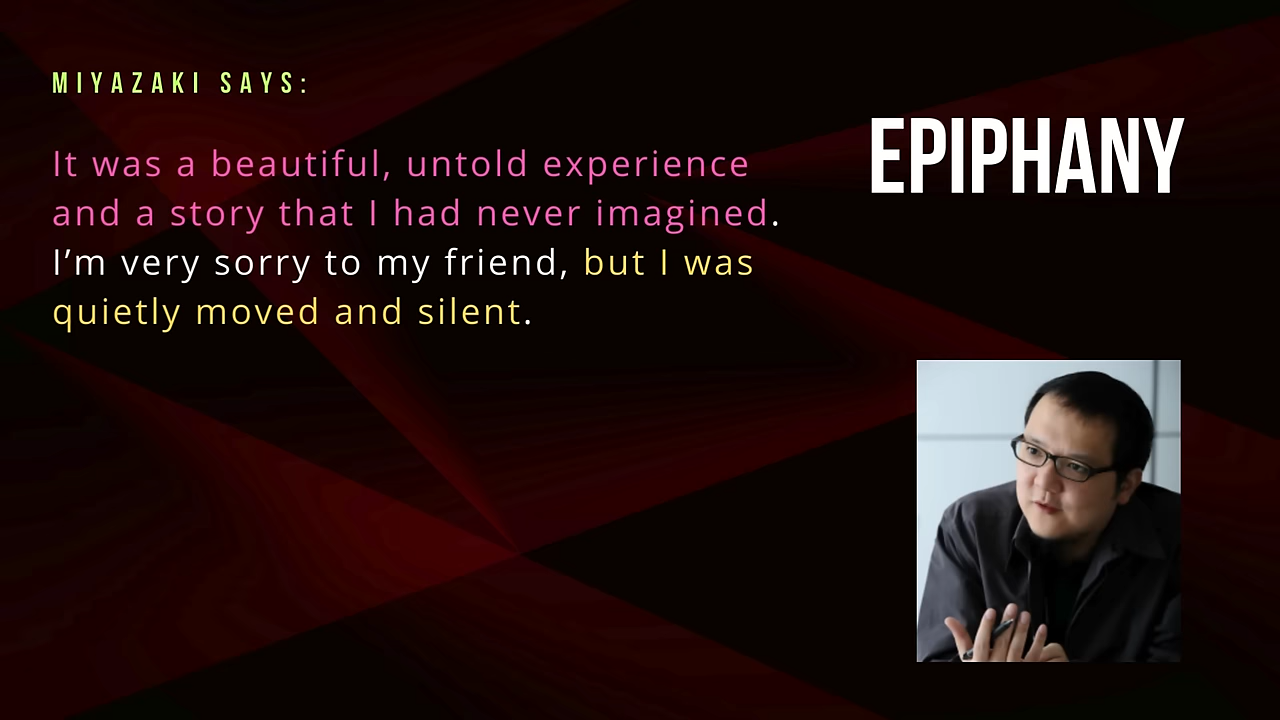 MIYAZAKI SAYS:
EPIPHANY
It was a beautiful, untold experience
and a story that I had never imagined.
I’m very sorry to my friend, but I was
quietly moved and silent.